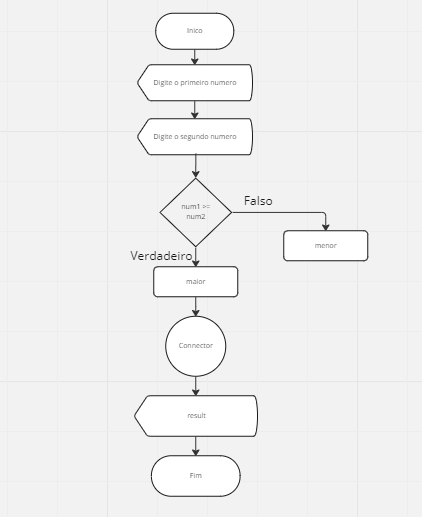 Inico
Digite o primeiro numero
Digite o segundo numero
num1 >=
num2
Falso
menor
Verdadeiro
maior
Connector
result
Fim